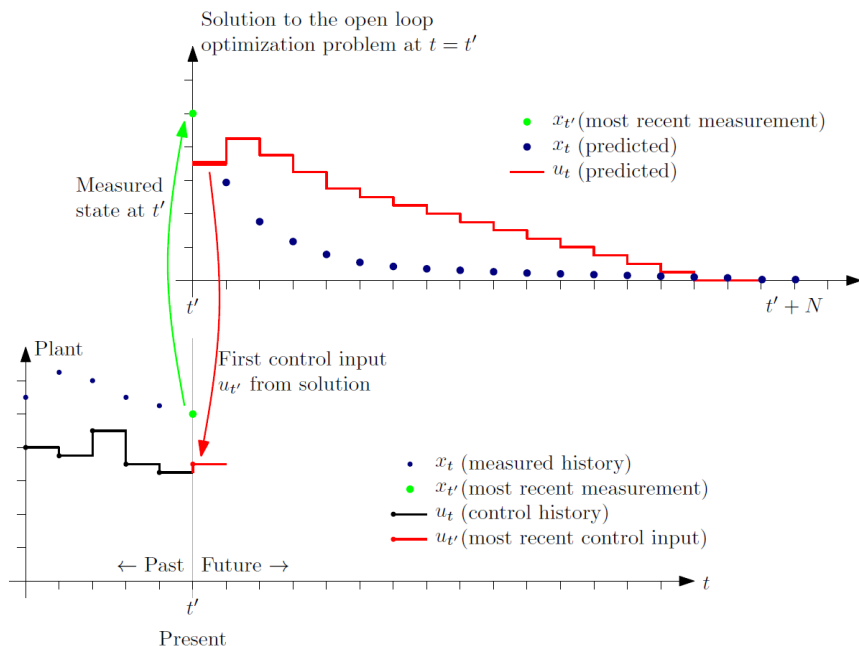 Solution to the open loop
optimization problem at t = t′
x_{t′}(most recent measurement)
x_t (predicted)
u_t (predicted)
Measured
state at t′
t′
t′ + N
Plant
First control input
u_{t′} from solution
x_t (measured history)
x_{t′}(most recent measurement)
u_t (control history)
u_{t′}(most recent control input)
← Past
Future →
t
t′
Present